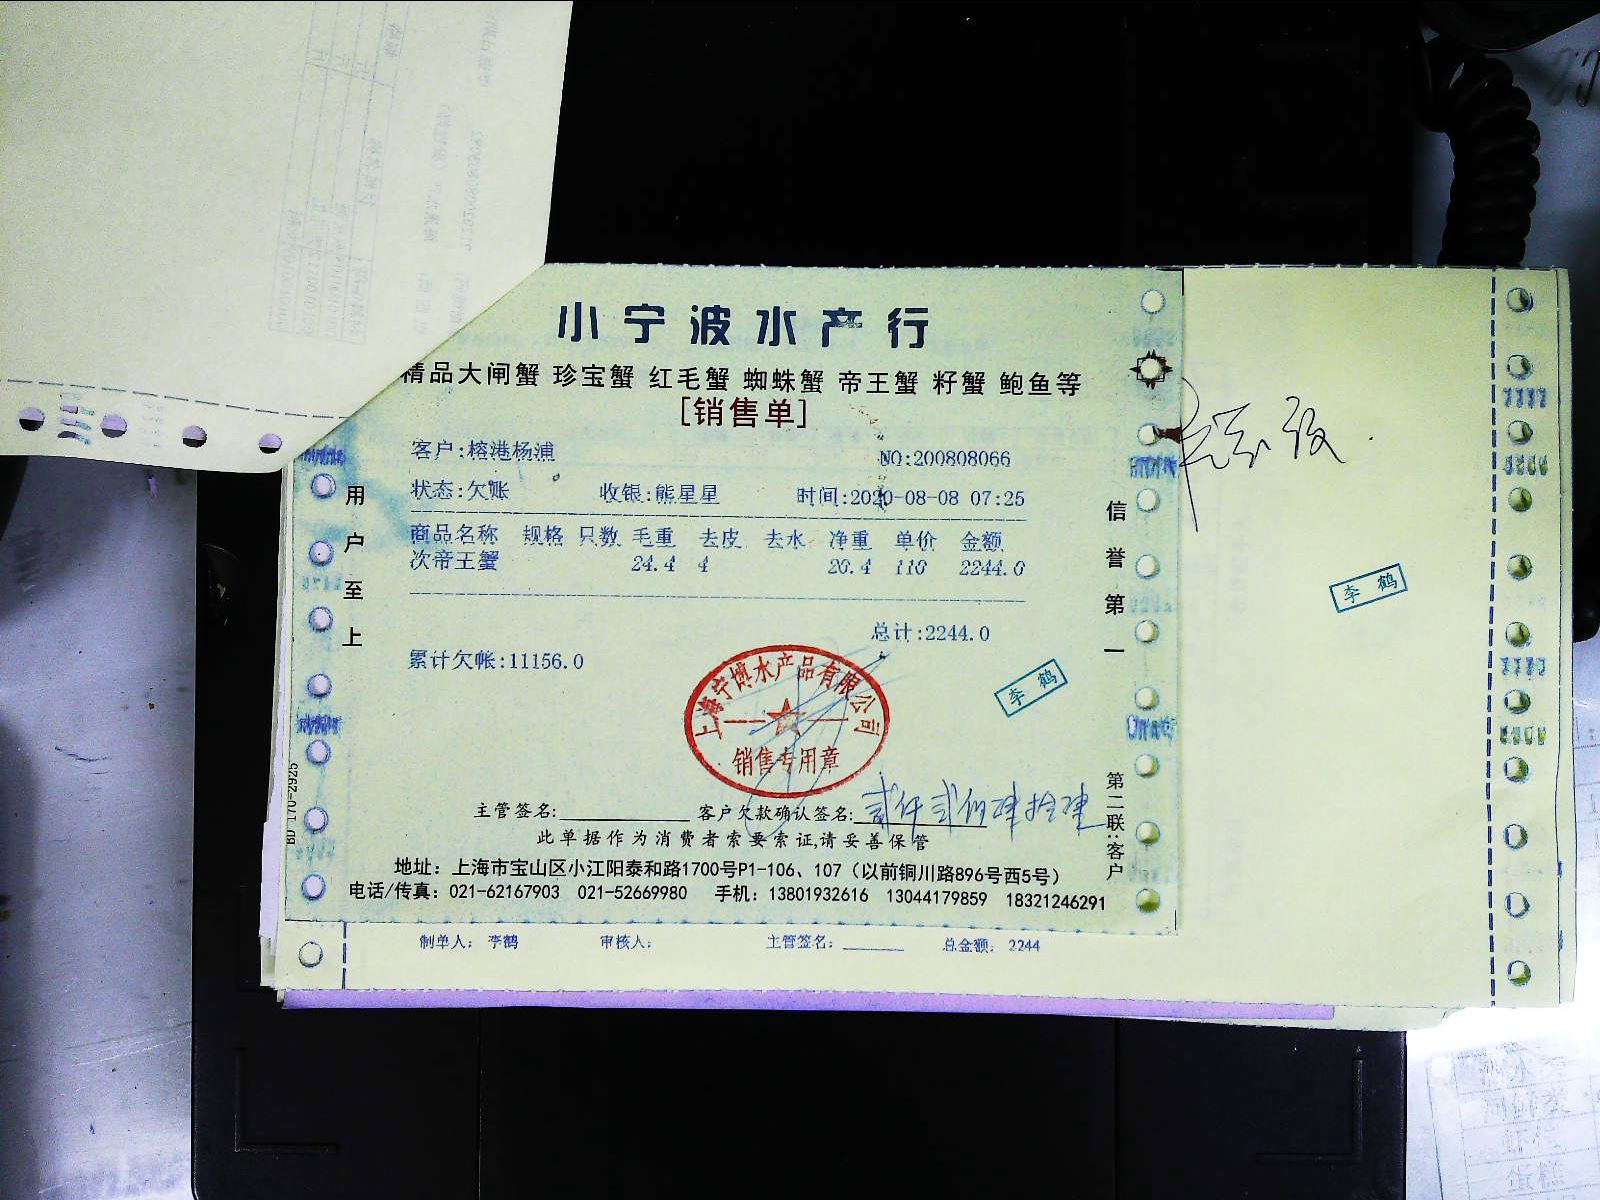 小宁波水产行
精品大闸蟹 珍宝蟹 红毛蟹 蜘蛛蟹 帝王蟹 籽蟹 鲍鱼等
[销售单]
客户:榕港杨浦 NO:200808066
状态:欠账 收银:熊星星 时间:2020-08-08 07:25
商品名称 规格 只数 毛重 去皮 去水 净重 单价 金额
次帝王蟹 24.4 4 20.4 110 2244.0
总计:2244.0
累计欠帐:11156.0
上海宁博水产品有限公司
销售专用章
李鹤
李鹤
用户至上
信誉第一
第二联:客户
主管签名: 客户欠款确认签名: 贰仟贰佰肆拾肆
此单据作为消费者索要索证,请妥善保管
地址：上海市宝山区小江阳泰和路1700号P1-106、107（以前铜川路896号西5号）
电话/传真：021-62167903 021-52669980 手机：13801932616 13044179859 18321246291
制单人：李鹤 审核人： 主管签名： 总金额：2244